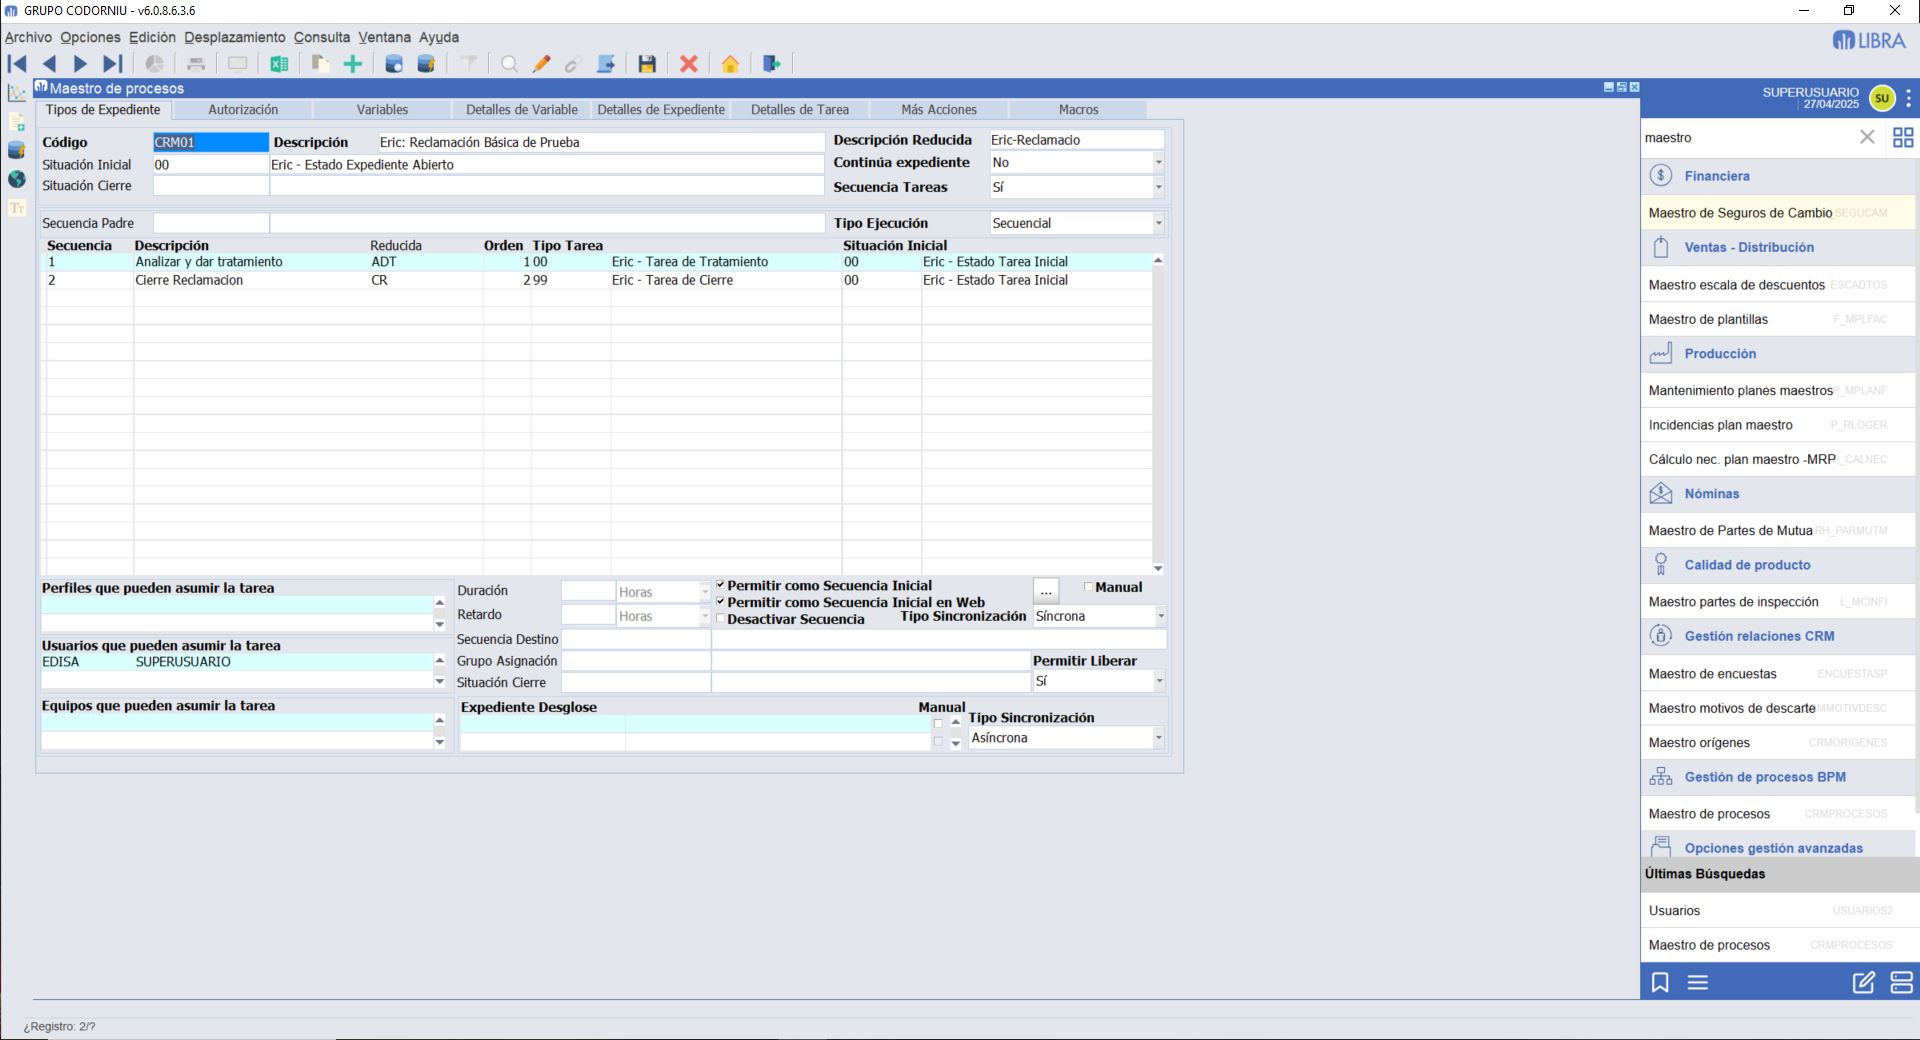 GRUPO CODORNIU - v6.0.8.6.3.6
Archivo Opciones Edición Desplazamiento Consulta Ventana Ayuda
LIBRA
Maestro de procesos
SUPERUSUARIO
27/04/2025
SU
Tipos de Expediente Autorización Variables Detalles de Variable Detalles de Expediente Detalles de Tarea Más Acciones Macros
Código CRM01 Descripción Eric: Reclamación Básica de Prueba Descripción Reducida Eric-Reclamacio
Situación Inicial 00 Eric - Estado Expediente Abierto Continúa expediente No
Situación Cierre Secuencia Tareas Sí
Secuencia Padre Tipo Ejecución Secuencial
Secuencia Descripción Reducida Orden Tipo Tarea Situación Inicial
1 Analizar y dar tratamiento ADT 1 00 Eric - Tarea de Tratamiento 00 Eric - Estado Tarea Inicial
2 Cierre Reclamacion CR 2 99 Eric - Tarea de Cierre 00 Eric - Estado Tarea Inicial
Perfiles que pueden asumir la tarea
Usuarios que pueden asumir la tarea
EDISA SUPERUSUARIO
Equipos que pueden asumir la tarea
Duración Horas Permitir como Secuencia Inicial ... Manual
Permitir como Secuencia Inicial en Web
Retardo Horas Desactivar Secuencia Tipo Sincronización Síncrona
Secuencia Destino
Grupo Asignación Permitir Liberar
Situación Cierre Sí
Expediente Desglose Manual Tipo Sincronización
Asíncrona
maestro
Financiera
Maestro de Seguros de Cambio SEGUCAM
Ventas - Distribución
Maestro escala de descuentos ESCADTOS
Maestro de plantillas F_MPLFAC
Producción
Mantenimiento planes maestros P_MPLANF
Incidencias plan maestro P_RLOGER
Cálculo nec. plan maestro -MRP _CALNEC
Nóminas
Maestro de Partes de Mutua RH_PARMUTM
Calidad de producto
Maestro partes de inspección L_MCINFI
Gestión relaciones CRM
Maestro de encuestas ENCUESTASP
Maestro motivos de descarte MMOTIVDESC
Maestro orígenes CRMORIGENES
Gestión de procesos BPM
Maestro de procesos CRMPROCESOS
Opciones gestión avanzadas
Últimas Búsquedas
Usuarios USUARIOS2
Maestro de procesos CRMPROCESOS
¿Registro: 2/?